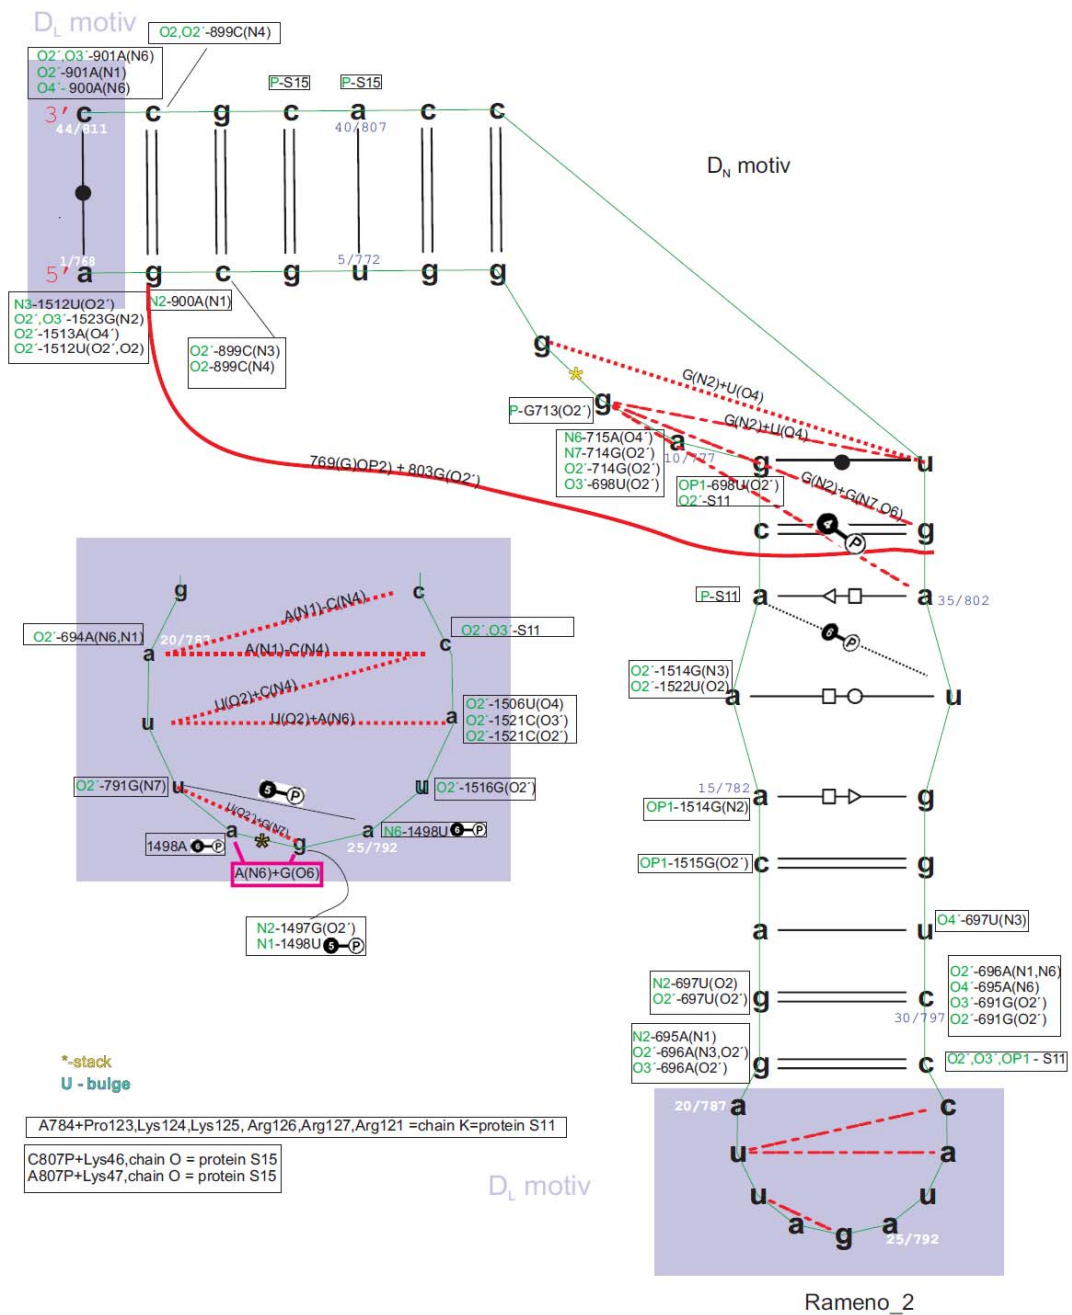 D_L motiv
O2,O2´-899C(N4)
O2´,O3´-901A(N6)
O2´-901A(N1)
O4´- 900A(N6)
P-S15
P-S15
3´ c c g c a c c
44/811
40/807
D_N motiv
1/768
5/772
5´ a g c g u g g
N3-1512U(O2´)
O2´,O3´-1523G(N2)
O2´-1513A(O4´)
O2´-1512U(O2´,O2)
N2-900A(N1)
O2´-899C(N3)
O2-899C(N4)
g
*
G(N2)+U(O4)
g
P-G713(O2´)
G(N2)+U(O4)
a
10/777
N6-715A(O4´)
N7-714G(O2´)
O2´-714G(O2´)
O3´-698U(O2´)
g u
769(G)OP2) + 803G(O2´)
OP1-698U(O2´)
O2´-S11
G(N2)+G(N7,O6)
c 4 P g
P-S11
a a
35/802
6 P
O2´-1514G(N3)
O2´-1522U(O2)
a u
15/782
a g
OP1-1514G(N2)
OP1-1515G(O2´)
c g
a u
O4´-697U(N3)
N2-697U(O2)
O2´-697U(O2´)
g c
30/797
O2´-696A(N1,N6)
O4´-695A(N6)
O3´-691G(O2´)
O2´-691G(O2´)
N2-695A(N1)
O2´-696A(N3,O2´)
O3´-696A(O2´)
g c
O2´,O3´,OP1 - S11
20/787
a c
u a
u u
a g a
25/792
D_L motiv
Rameno_2
g c
A(N1)-C(N4)
O2´-694A(N6,N1)
20/787
a c
A(N1)-C(N4)
O2´,O3´-S11
U(O2)+C(N4)
u a
U(O2)+A(N6)
O2´-1506U(O4)
O2´-1521C(O3´)
O2´-1521C(O2´)
O2´-791G(N7)
u u
O2´-1516G(O2´)
5 P
U(O2´)+G(N2)
1498A 6 P
a * g a
N6-1498U 6 P
25/792
A(N6)+G(O6)
N2-1497G(O2´)
N1-1498U 5 P
*-stack
U - bulge
A784+Pro123,Lys124,Lys125, Arg126,Arg127,Arg121 =chain K=protein S11
C807P+Lys46,chain O = protein S15
A807P+Lys47,chain O = protein S15